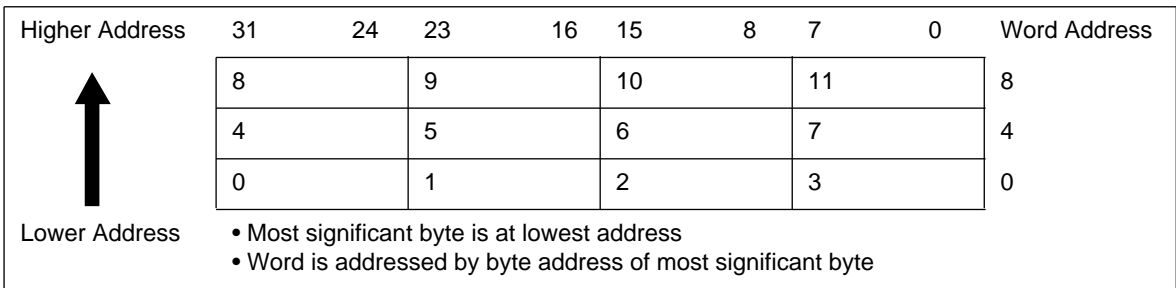 Higher Address 31 24 23 16 15 8 7 0 Word Address
8 9 10 11 8
4 5 6 7 4
0 1 2 3 0
Lower Address • Most significant byte is at lowest address
• Word is addressed by byte address of most significant byte